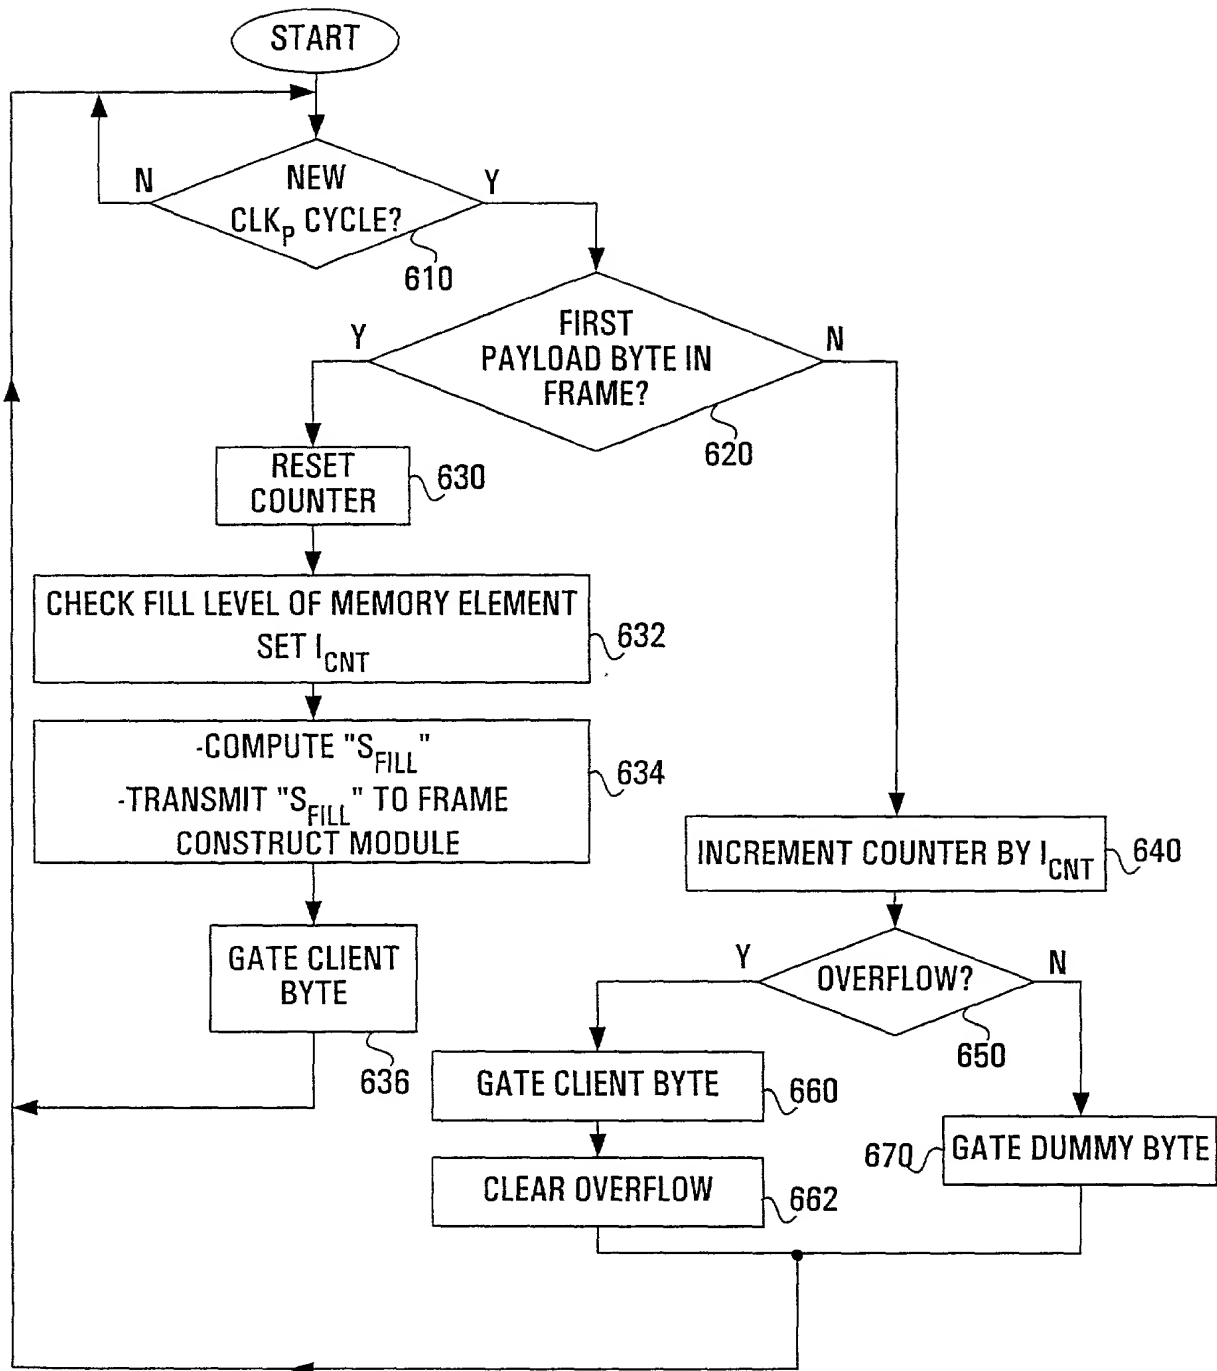 START
N
NEW
Y
CLKP CYCLE?
610
FIRST
Y
N
PAYLOAD BYTE IN
FRAME?
620
RESET
COUNTER
630
CHECK FILL LEVEL OF MEMORY ELEMENT
SET ICNT
632
-COMPUTE "SFILL"
-TRANSMIT "SFILL" TO FRAME
CONSTRUCT MODULE
634
INCREMENT COUNTER BY ICNT
640
GATE CLIENT
BYTE
636
Y
OVERFLOW?
N
650
GATE CLIENT BYTE
660
670
GATE DUMMY BYTE
CLEAR OVERFLOW
662